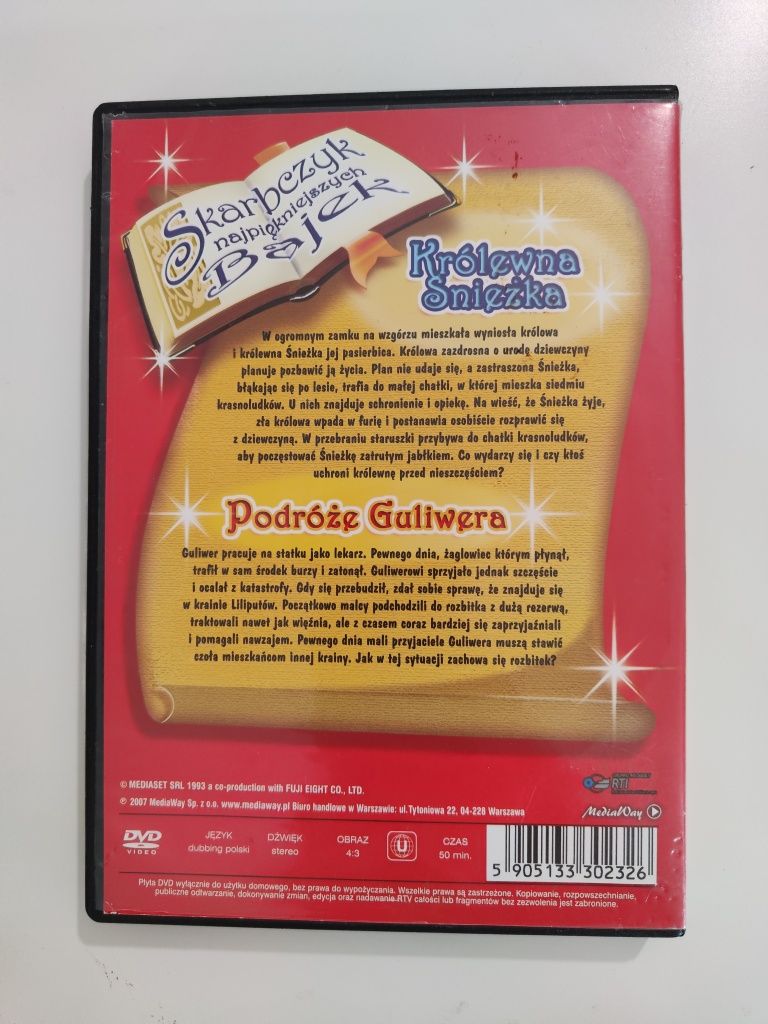 Skarbczyk
najpiękniejszych
Bajek
Królewna
Śnieżka
W ogromnym zamku na wzgórzu mieszkała wyniosła królowa
i królewna Śnieżka jej pasierbica. Królowa zazdrosna o urodę dziewczyny
planuje pozbawić ją życia. Plan nie udaje się, a zastraszona Śnieżka,
błąkając się po lesie, trafia do małej chatki, w której mieszka siedmiu
krasnoludków. U nich znajduje schronienie i opiekę. Na wieść, że Śnieżka żyje,
zła królowa wpada w furię i postanawia osobiście rozprawić się
z dziewczyną. W przebraniu staruszki przybywa do chatki krasnoludków,
aby poczęstować Śnieżkę zatrutym jabłkiem. Co wydarzy się i czy ktoś
uchroni królewnę przed nieszczęściem?
Podróże Guliwera
Guliwer pracuje na statku jako lekarz. Pewnego dnia, żaglowiec którym płynął,
trafił w sam środek burzy i zatonął. Guliwerowi sprzyjało jednak szczęście
i ocalał z katastrofy. Gdy się przebudził, zdał sobie sprawę, że znajduje się
w krainie Liliputów. Początkowo malcy podchodzili do rozbitka z dużą rezerwą,
traktowali nawet jak więźnia, ale z czasem coraz bardziej się zaprzyjaźniali
i pomagali nawzajem. Pewnego dnia mali przyjaciele Guliwera muszą stawić
czoła mieszkańcom innej krainy. Jak w tej sytuacji zachowa się rozbitek?
© MEDIASET SRL 1993 a co-production with FUJI EIGHT CO., LTD.
℗ 2007 MediaWay Sp. z o.o. www.mediaway.pl Biuro handlowe w Warszawie: ul.Tytoniowa 22, 04-228 Warszawa
RTI
MediaWay
DVD
VIDEO
JĘZYK
dubbing polski
DŹWIĘK
stereo
OBRAZ
4:3
U
CZAS
50 min.
5 905133 302326
Płyta DVD wyłącznie do użytku domowego, bez prawa do wypożyczania. Wszelkie prawa są zastrzeżone. Kopiowanie, rozpowszechnianie,
publiczne odtwarzanie, dokonywanie zmian, edycja oraz nadawanie RTV całości lub fragmentów bez zezwolenia jest zabronione.